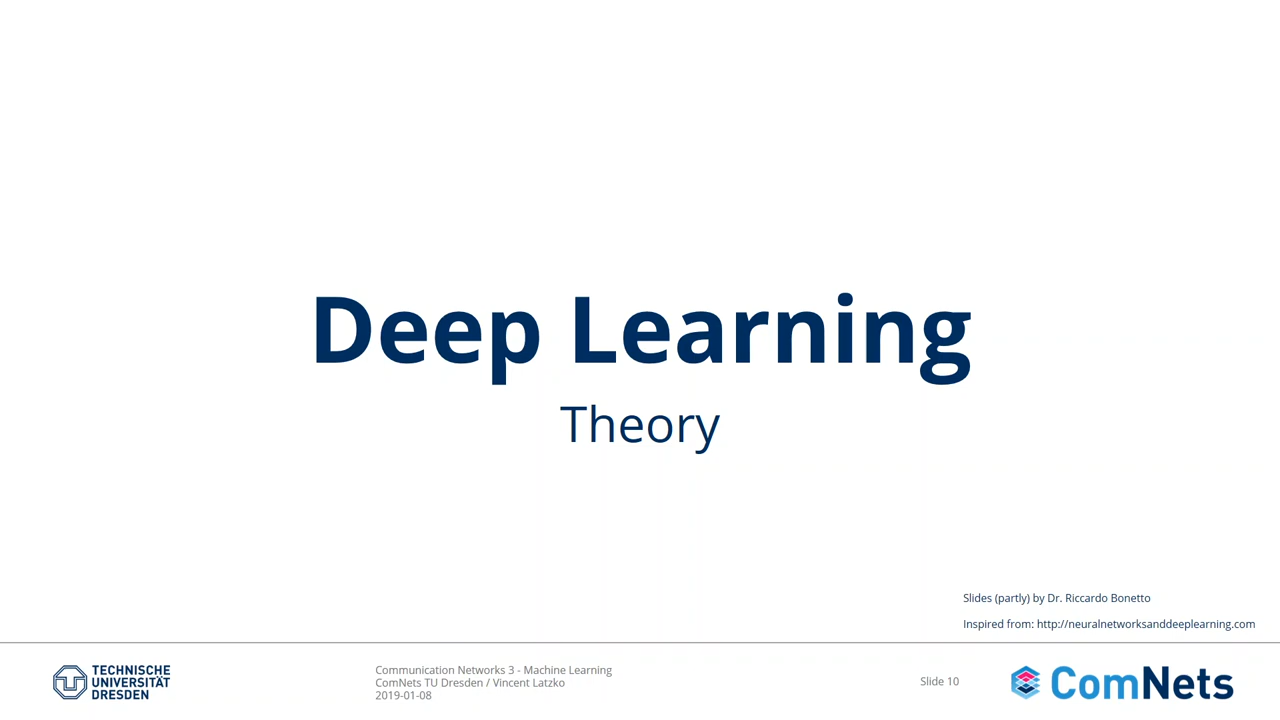 Deep Learning
Theory
Slides (partly) by Dr. Riccardo Bonetto
Inspired from: http://neuralnetworksanddeeplearning.com
TECHNISCHE
UNIVERSITÄT
DRESDEN
Communication Networks 3 - Machine Learning
ComNets TU Dresden / Vincent Latzko
2019-01-08
Slide 10
ComNets